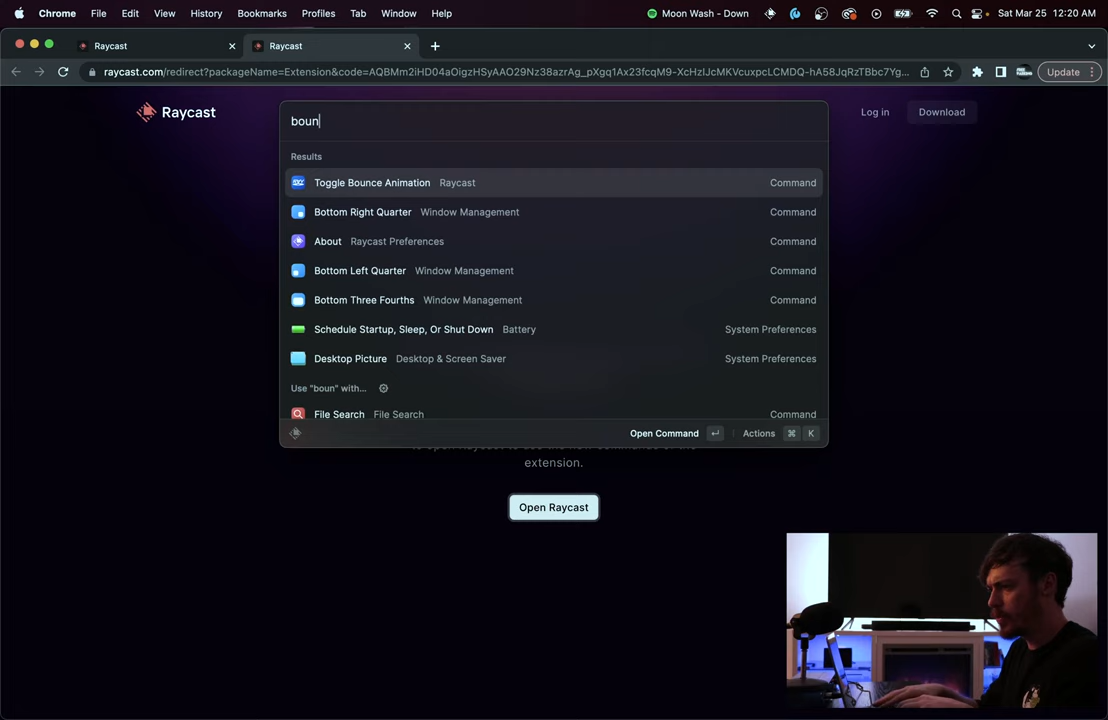 Chrome File Edit View History Bookmarks Profiles Tab Window Help Moon Wash - Down Sat Mar 25 12:20 AM
Raycast Raycast
raycast.com/redirect?packageName=Extension&code=AQBMm2iHD04aOigzHSyAAO29Nz38azrAg_pXgq1Ax23fcqM9-XcHzIJcMKVcuxpcLCMDQ-hA58JqRzTBbc7Yg... Update
Raycast Log in Download
boun
Results
Toggle Bounce Animation Raycast Command
Bottom Right Quarter Window Management Command
About Raycast Preferences Command
Bottom Left Quarter Window Management Command
Bottom Three Fourths Window Management Command
Schedule Startup, Sleep, Or Shut Down Battery System Preferences
Desktop Picture Desktop & Screen Saver System Preferences
Use "boun" with...
File Search File Search Command
Open Command ↵ Actions ⌘ K
extension.
Open Raycast